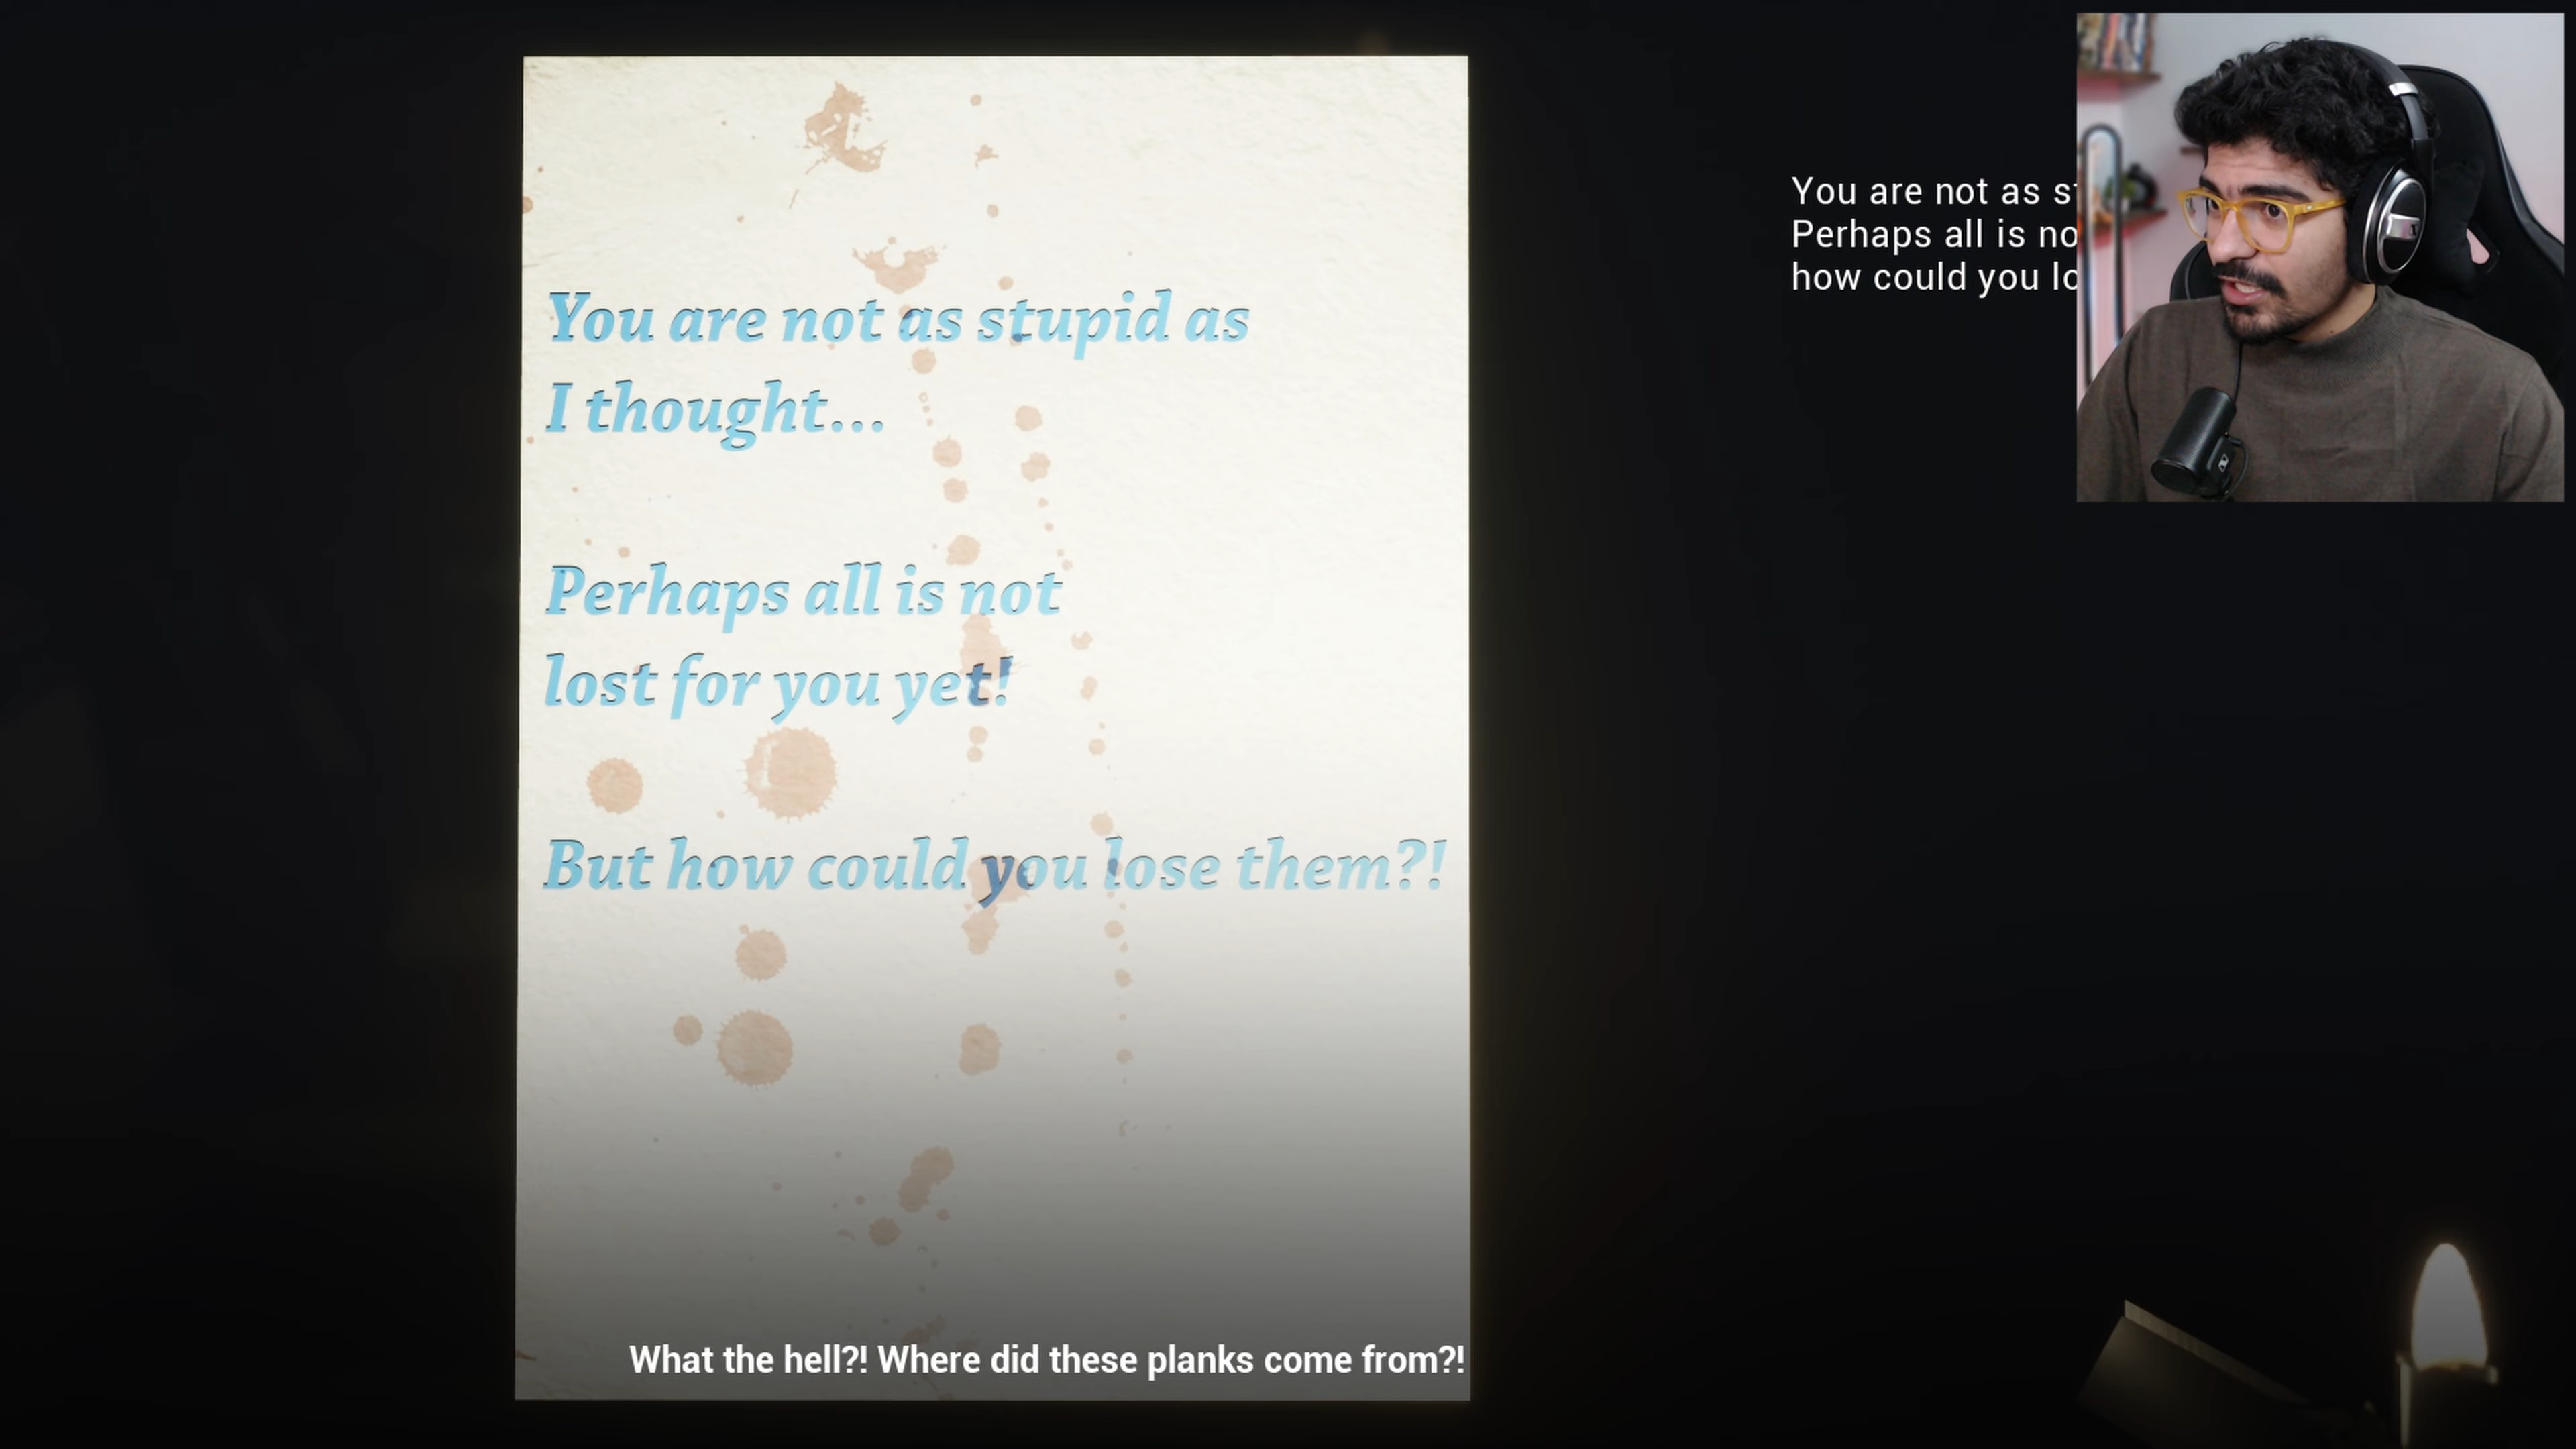 You are not as stupid as
I thought...
Perhaps all is not
lost for you yet!
But how could you lose them?!
You are not as
Perhaps all is
how could you
What the hell?! Where did these planks come from?!